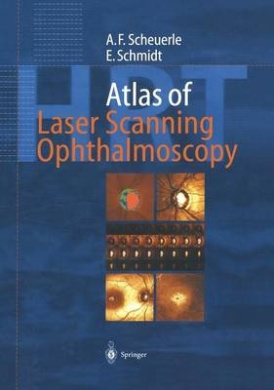 A.F. Scheuerle
E. Schmidt
HRT
Atlas of
Laser Scanning
Ophthalmoscopy
Springer